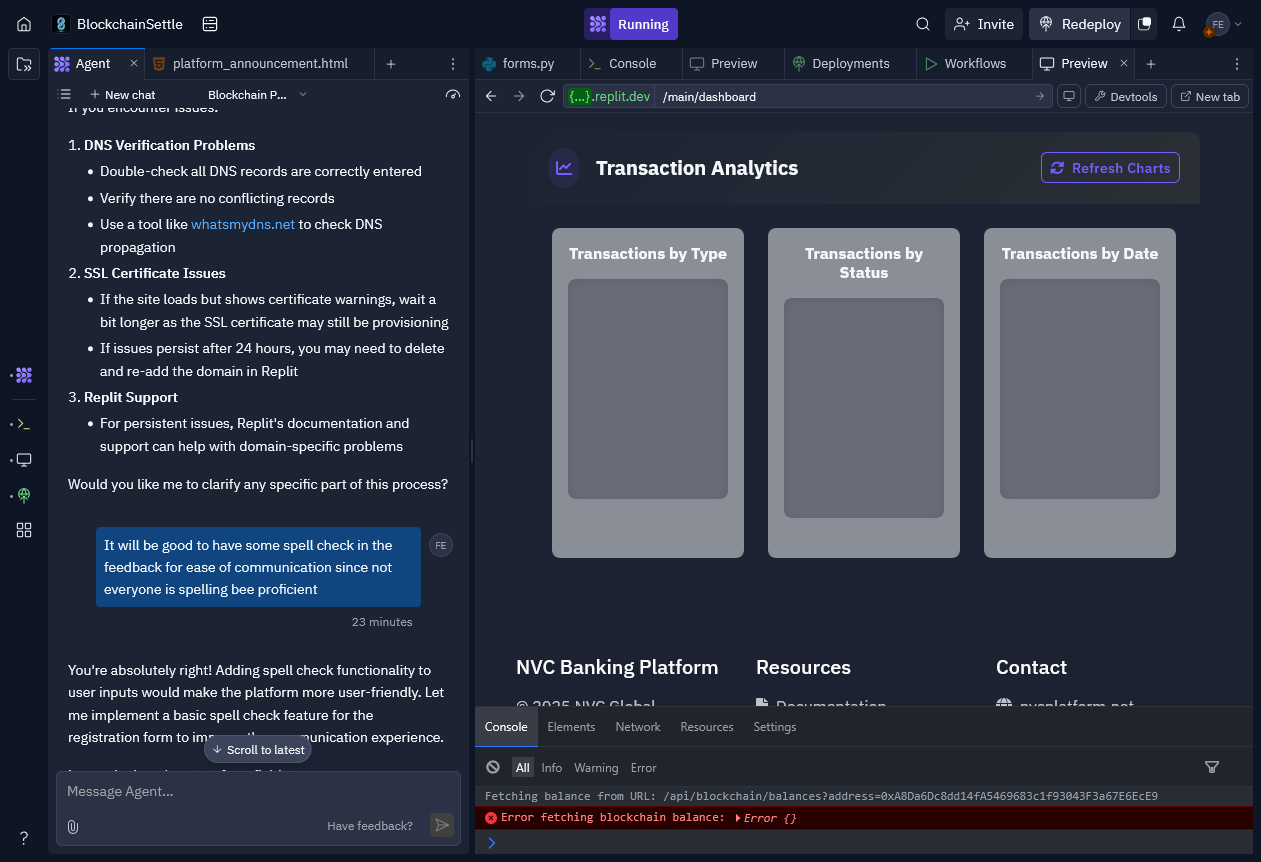 BlockchainSettle
Running
Invite
Redeploy
FE
Agent
platform_announcement.html
forms.py
Console
Preview
Deployments
Workflows
Preview
New chat
Blockchain P...
{...}.replit.dev
/main/dashboard
Devtools
New tab
If you encounter issues:
1. DNS Verification Problems
Double-check all DNS records are correctly entered
Verify there are no conflicting records
Use a tool like whatsmydns.net to check DNS
propagation
2. SSL Certificate Issues
If the site loads but shows certificate warnings, wait a
bit longer as the SSL certificate may still be provisioning
If issues persist after 24 hours, you may need to delete
and re-add the domain in Replit
3. Replit Support
For persistent issues, Replit's documentation and
support can help with domain-specific problems
Would you like me to clarify any specific part of this process?
It will be good to have some spell check in the
feedback for ease of communication since not
everyone is spelling bee proficient
FE
23 minutes
You're absolutely right! Adding spell check functionality to
user inputs would make the platform more user-friendly. Let
me implement a basic spell check feature for the
registration form to communication experience.
Scroll to latest
Message Agent...
Have feedback?
?
Transaction Analytics
Refresh Charts
Transactions by Type
Transactions by
Status
Transactions by Date
NVC Banking Platform
Resources
Contact
© 2025 NVC Global
Documentation
nvcplatform.net
Console
Elements
Network
Resources
Settings
All
Info
Warning
Error
Fetching balance from URL: /api/blockchain/balances?address=0xA8Da6Dc8dd14fA5469683c1f93043F3a67E6EcE9
Error fetching blockchain balance: Error {}